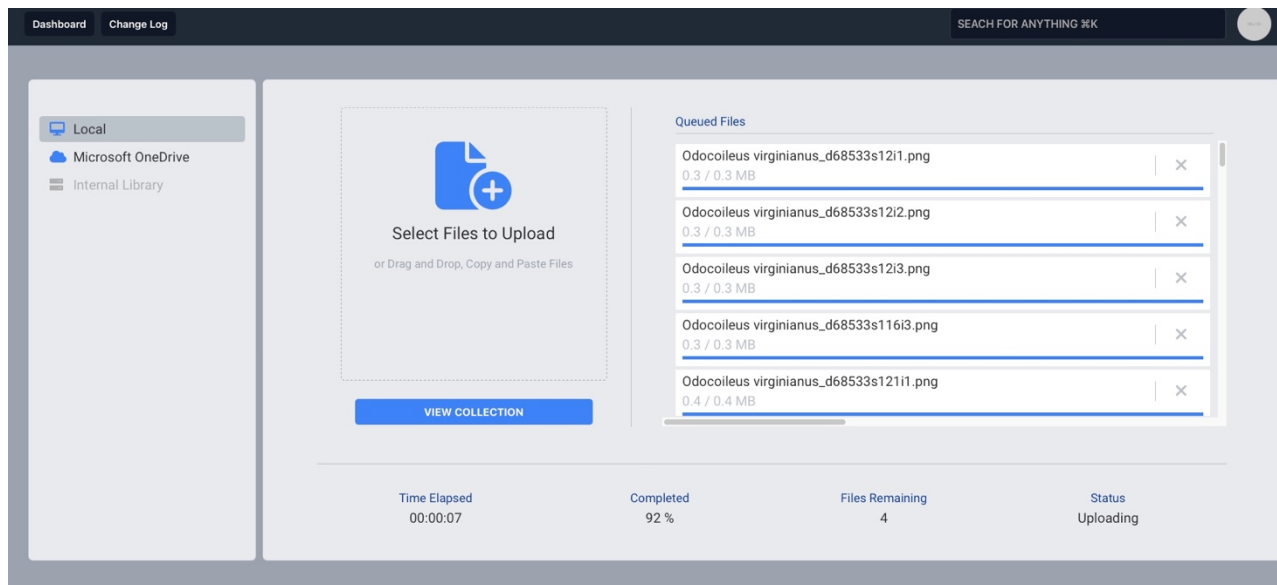 Dashboard
Change Log
SEACH FOR ANYTHING ⌘K
Local
Microsoft OneDrive
Internal Library
Select Files to Upload
or Drag and Drop, Copy and Paste Files
VIEW COLLECTION
Queued Files
Odocoileus virginianus_d68533s12i1.png
0.3 / 0.3 MB
Odocoileus virginianus_d68533s12i2.png
0.3 / 0.3 MB
Odocoileus virginianus_d68533s12i3.png
0.3 / 0.3 MB
Odocoileus virginianus_d68533s116i3.png
0.3 / 0.3 MB
Odocoileus virginianus_d68533s121i1.png
0.4 / 0.4 MB
Time Elapsed
00:00:07
Completed
92 %
Files Remaining
4
Status
Uploading